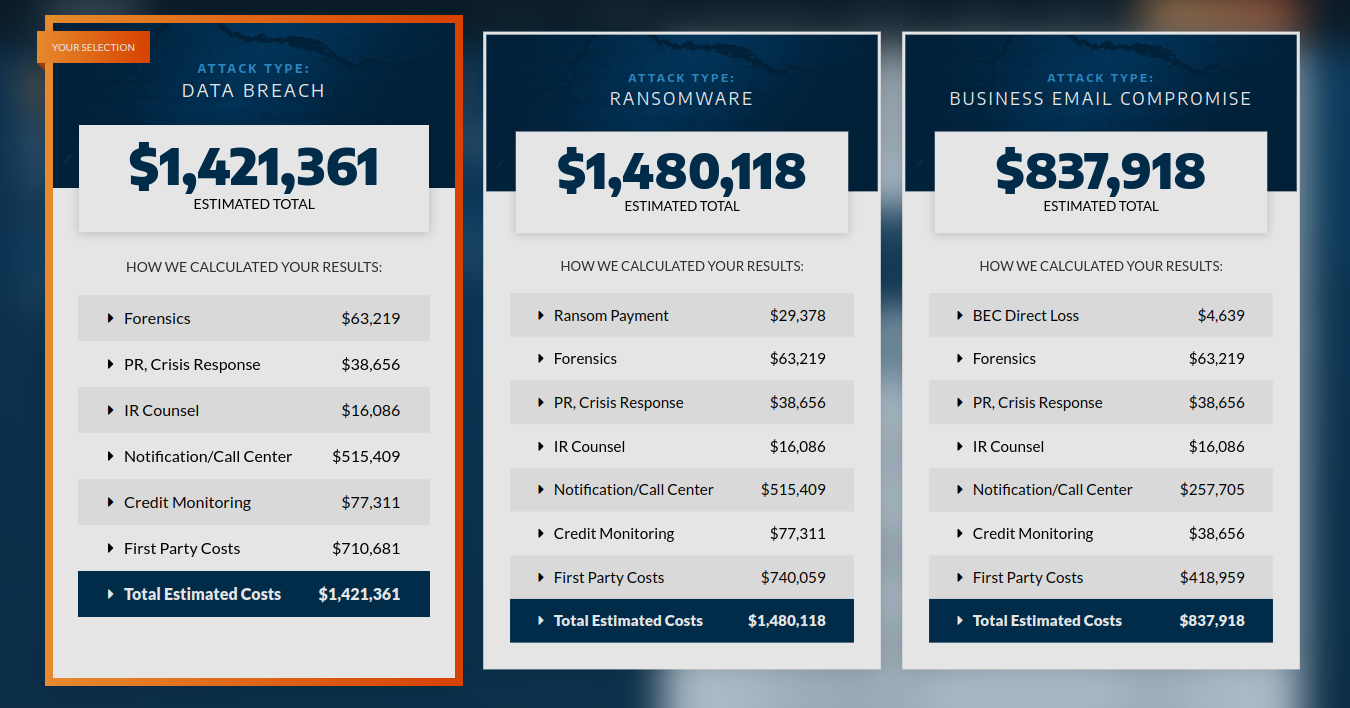 YOUR SELECTION
ATTACK TYPE:
DATA BREACH
$1,421,361
ESTIMATED TOTAL
HOW WE CALCULATED YOUR RESULTS:
Forensics $63,219
PR, Crisis Response $38,656
IR Counsel $16,086
Notification/Call Center $515,409
Credit Monitoring $77,311
First Party Costs $710,681
Total Estimated Costs $1,421,361
ATTACK TYPE:
RANSOMWARE
$1,480,118
ESTIMATED TOTAL
HOW WE CALCULATED YOUR RESULTS:
Ransom Payment $29,378
Forensics $63,219
PR, Crisis Response $38,656
IR Counsel $16,086
Notification/Call Center $515,409
Credit Monitoring $77,311
First Party Costs $740,059
Total Estimated Costs $1,480,118
ATTACK TYPE:
BUSINESS EMAIL COMPROMISE
$837,918
ESTIMATED TOTAL
HOW WE CALCULATED YOUR RESULTS:
BEC Direct Loss $4,639
Forensics $63,219
PR, Crisis Response $38,656
IR Counsel $16,086
Notification/Call Center $257,705
Credit Monitoring $38,656
First Party Costs $418,959
Total Estimated Costs $837,918